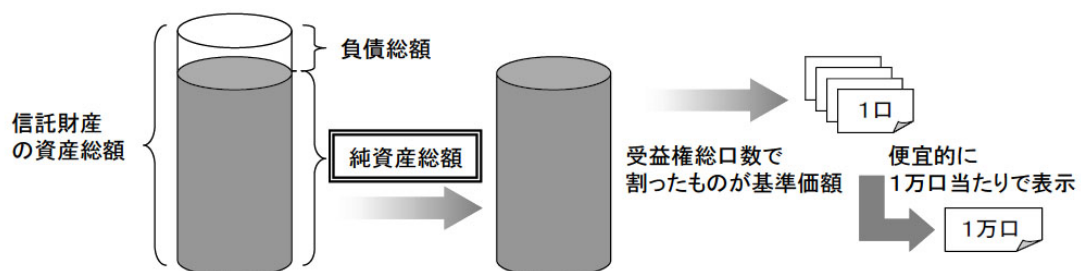 負債総額
信託財産
の資産総額
純資産総額
受益権総口数で
割ったものが基準価額
1口
便宜的に
1万口当たりで表示
1万口